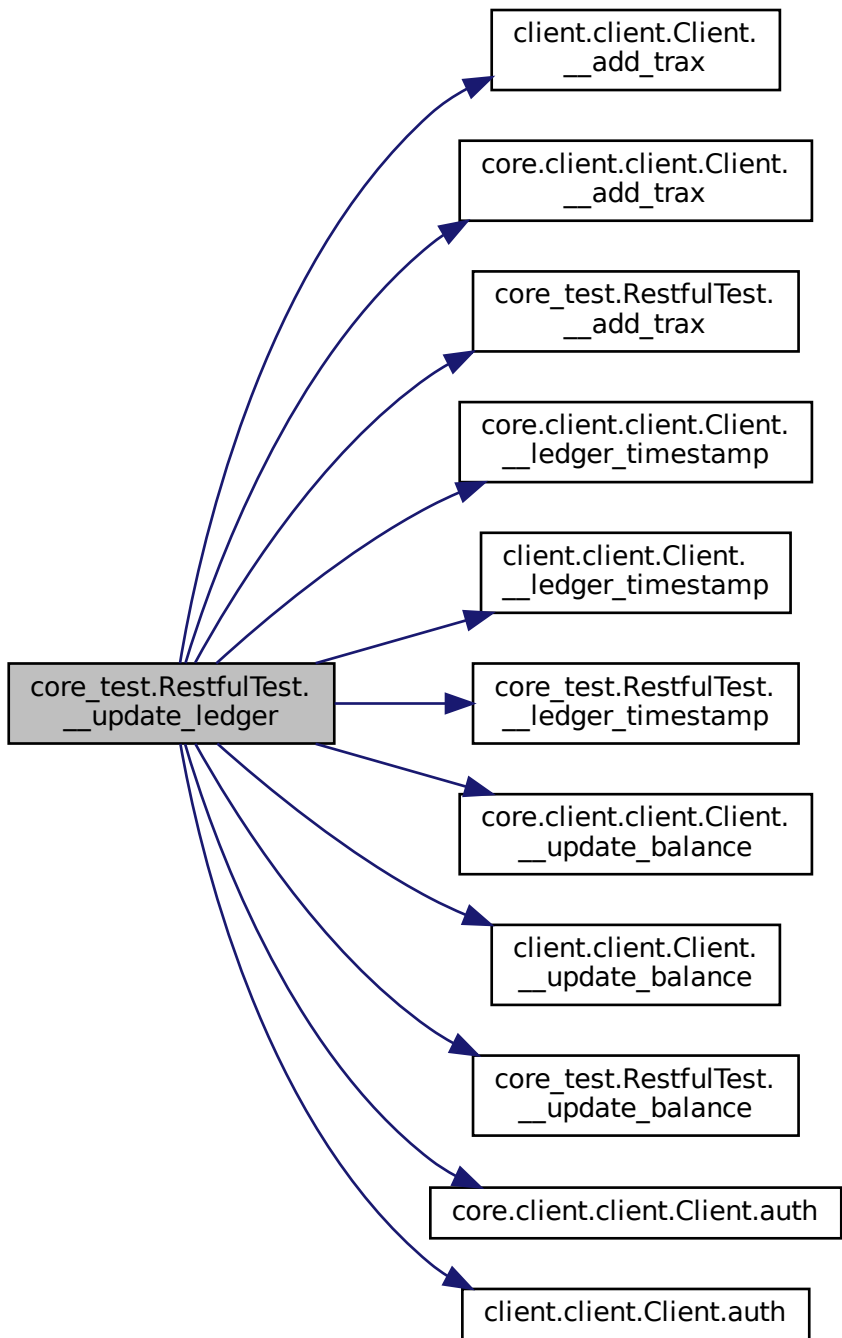 client.client.Client.
__add_trax
core.client.client.Client.
__add_trax
core_test.RestfulTest.
__add_trax
core.client.client.Client.
__ledger_timestamp
client.client.Client.
__ledger_timestamp
core_test.RestfulTest.
__update_ledger
core_test.RestfulTest.
__ledger_timestamp
core.client.client.Client.
__update_balance
client.client.Client.
__update_balance
core_test.RestfulTest.
__update_balance
core.client.client.Client.auth
client.client.Client.auth